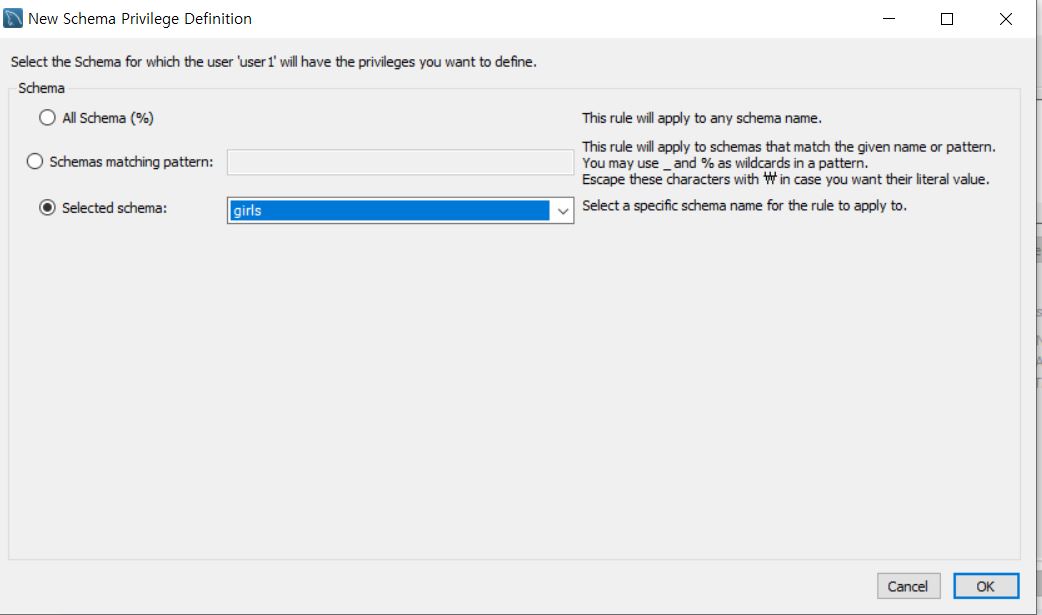 New Schema Privilege Definition
Select the Schema for which the user 'user1' will have the privileges you want to define.
Schema
All Schema (%)
This rule will apply to any schema name.
Schemas matching pattern:
This rule will apply to schemas that match the given name or pattern.
You may use _ and % as wildcards in a pattern.
Escape these characters with ₩ in case you want their literal value.
Selected schema:
girls
Select a specific schema name for the rule to apply to.
Cancel
OK